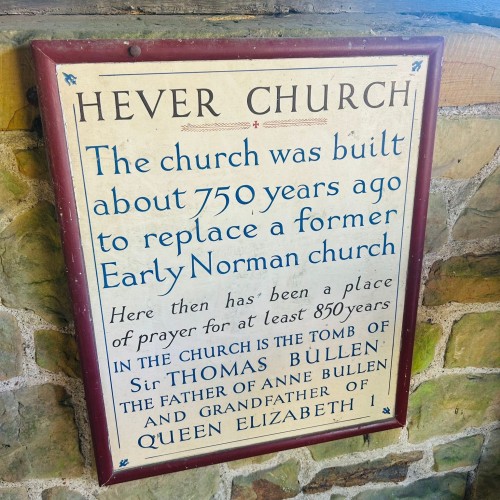 HEVER CHURCH
The church was built
about 750 years ago
to replace a former
Early Norman church
Here then has been a place
of prayer for at least 850 years
IN THE CHURCH IS THE TOMB OF
Sir THOMAS BULLEN
THE FATHER OF ANNE BULLEN
AND GRANDFATHER OF
QUEEN ELIZABETH 1